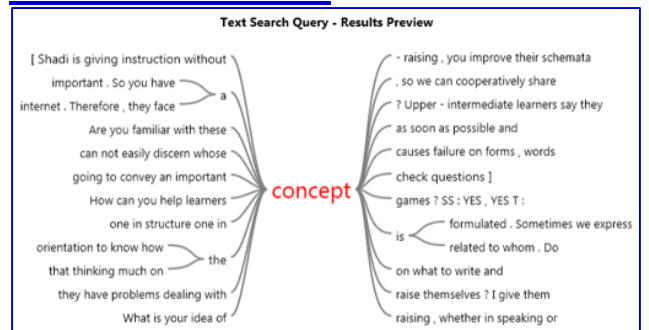 Text Search Query - Results Preview
[ Shadi is giving instruction without
important . So you have
a
internet . Therefore , they face
Are you familiar with these
can not easily discern whose
going to convey an important
How can you help learners
one in structure one in
orientation to know how
the
that thinking much on
they have problems dealing with
What is your idea of
concept
- raising , you improve their schemata
, so we can cooperatively share
? Upper - intermediate learners say they
as soon as possible and
causes failure on forms , words
check questions ]
games ? SS : YES , YES T :
is
formulated . Sometimes we express
related to whom . Do
on what to write and
raise themselves ? I give them
raising , whether in speaking or